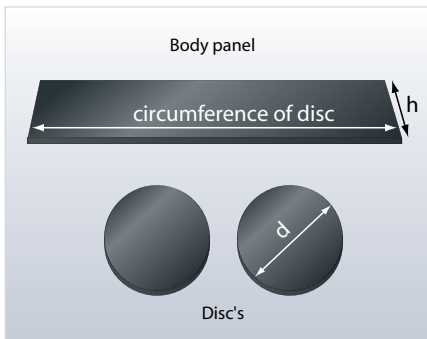 Body panel
circumference of disc
h
d
Disc's